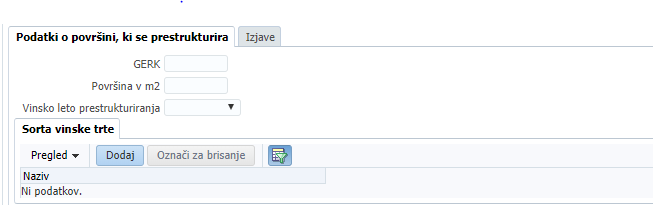 Podatki o površini, ki se prestrukturira Izjave
GERK
Površina v m2
Vinsko leto prestrukturiranja
Sorta vinske trte
Pregled Dodaj Označi za brisanje
Naziv
Ni podatkov.